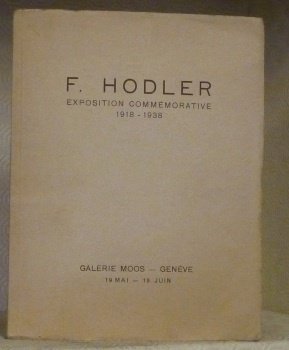 F. HODLER
EXPOSITION COMMEMORATIVE
1918 - 1938
GALERIE MOOS — GENÈVE
19 MAI — 19 JUIN